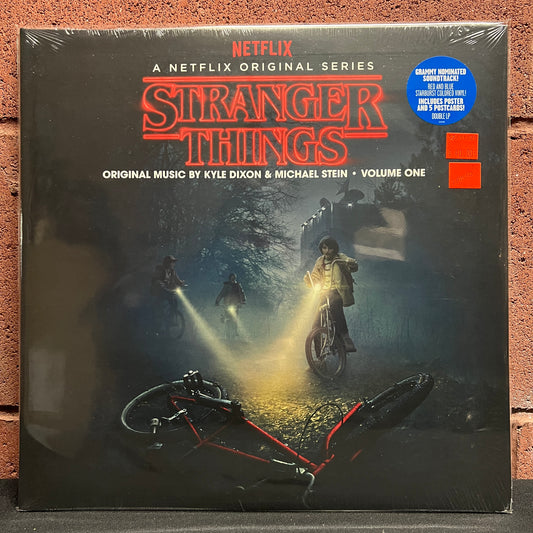 NETFLIX
A NETFLIX ORIGINAL SERIES
STRANGER
THINGS
ORIGINAL MUSIC BY KYLE DIXON & MICHAEL STEIN • VOLUME ONE
GRAMMY NOMINATED
SOUNDTRACK!
RED AND BLUE
STARBURST COLORED VINYL!
INCLUDES POSTER
AND 5 POSTCARDS!
DOUBLE LP